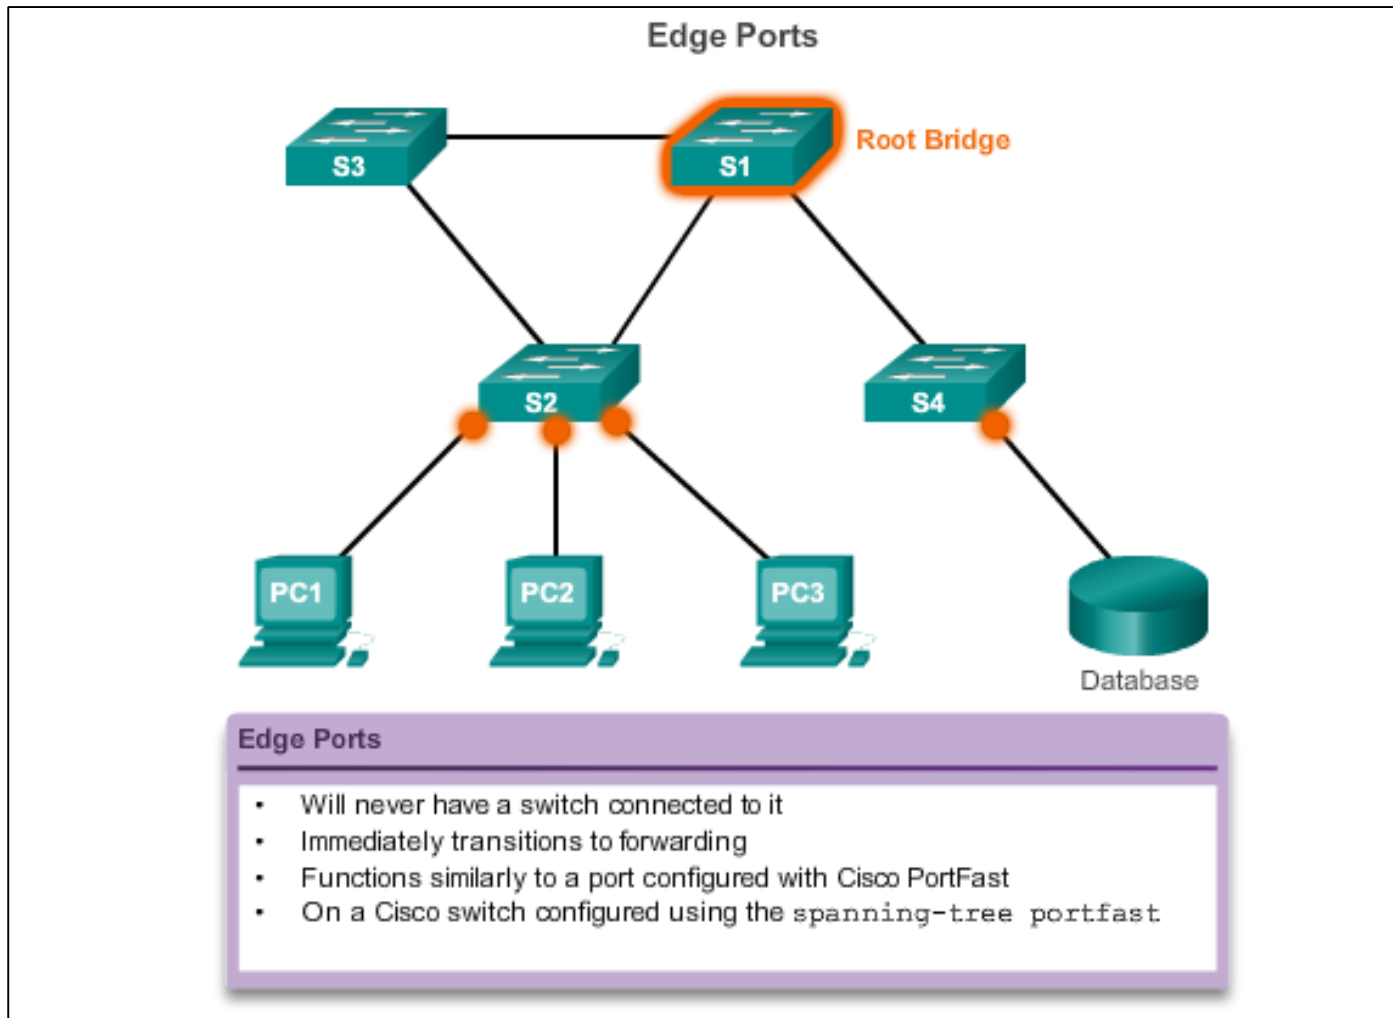 Edge Ports
S3
S1
Root Bridge
S2
S4
PC1
PC2
PC3
Database
Edge Ports
• Will never have a switch connected to it
• Immediately transitions to forwarding
• Functions similarly to a port configured with Cisco PortFast
• On a Cisco switch configured using the spanning-tree portfast